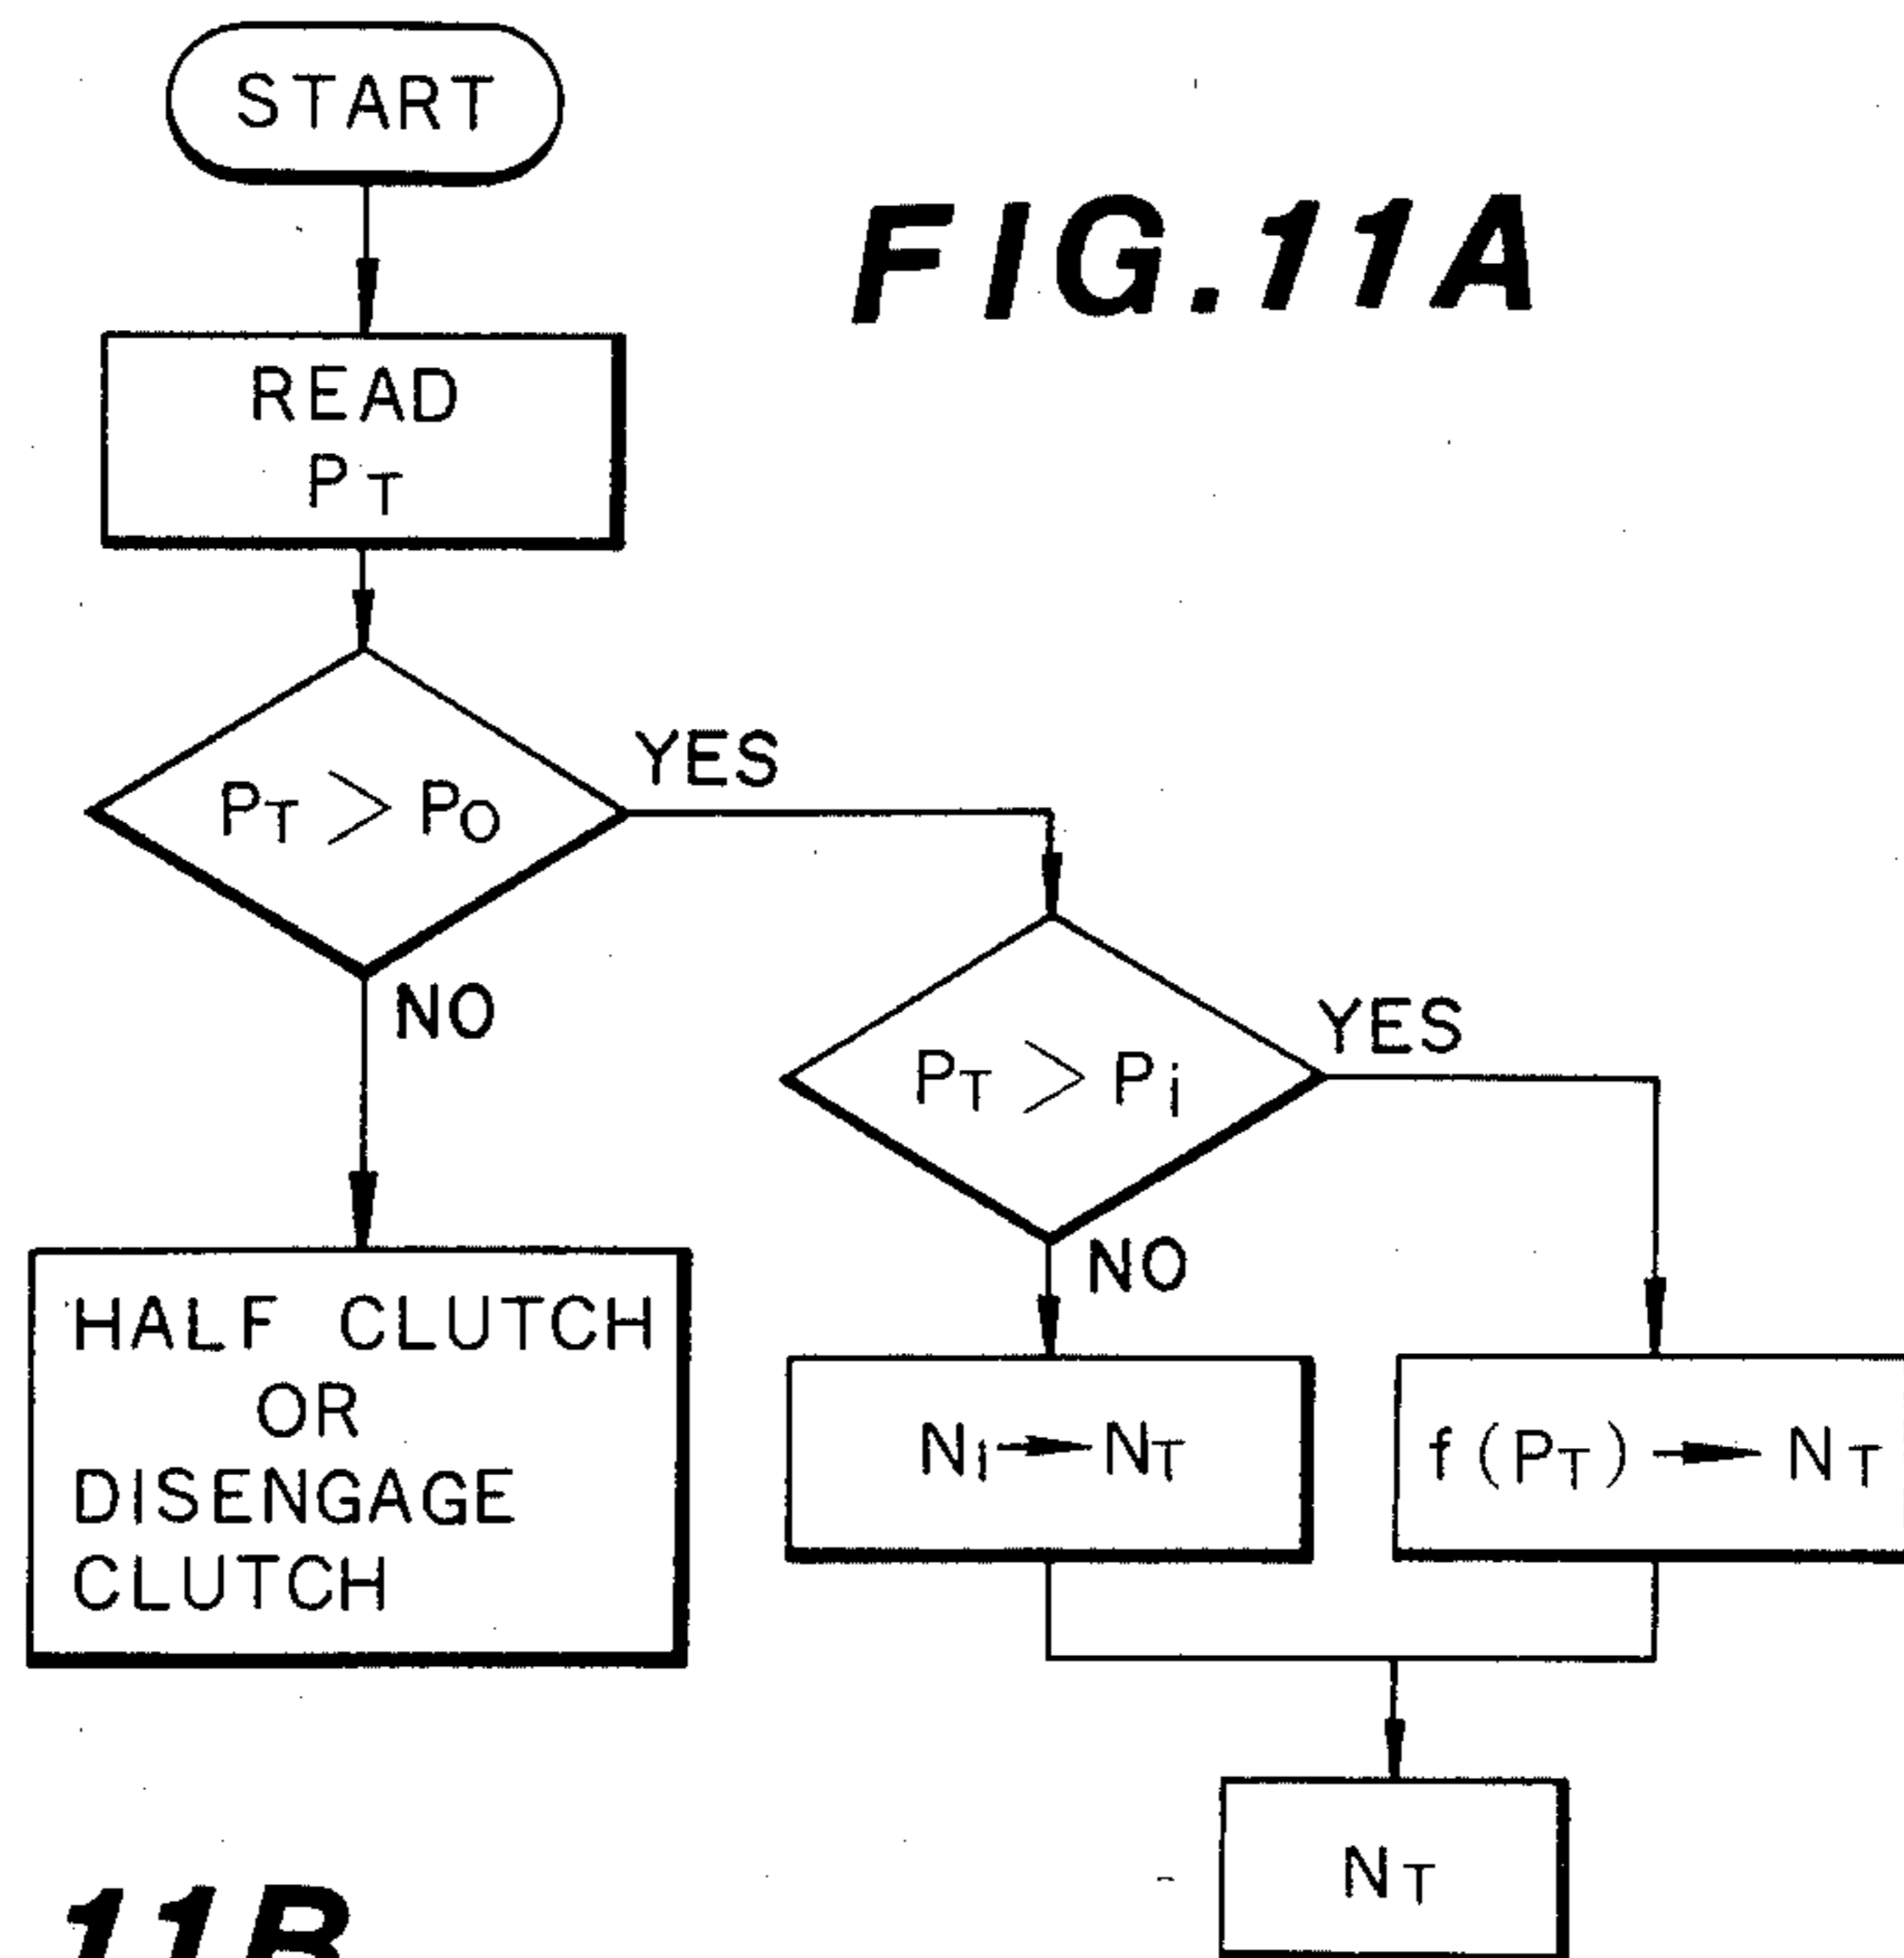 START
FIG.11A
READ
PT
PT > PO
YES
NO
PT > Pi
YES
NO
HALF CLUTCH
OR
DISENGAGE
CLUTCH
Ni → NT
f(PT) → NT
NT
11B